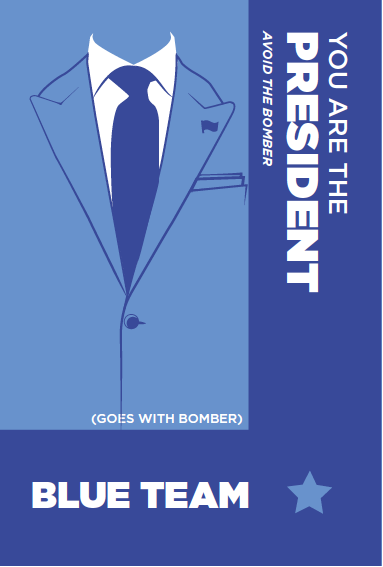 YOU ARE THE
PRESIDENT
AVOID THE BOMBER
(GOES WITH BOMBER)
BLUE TEAM